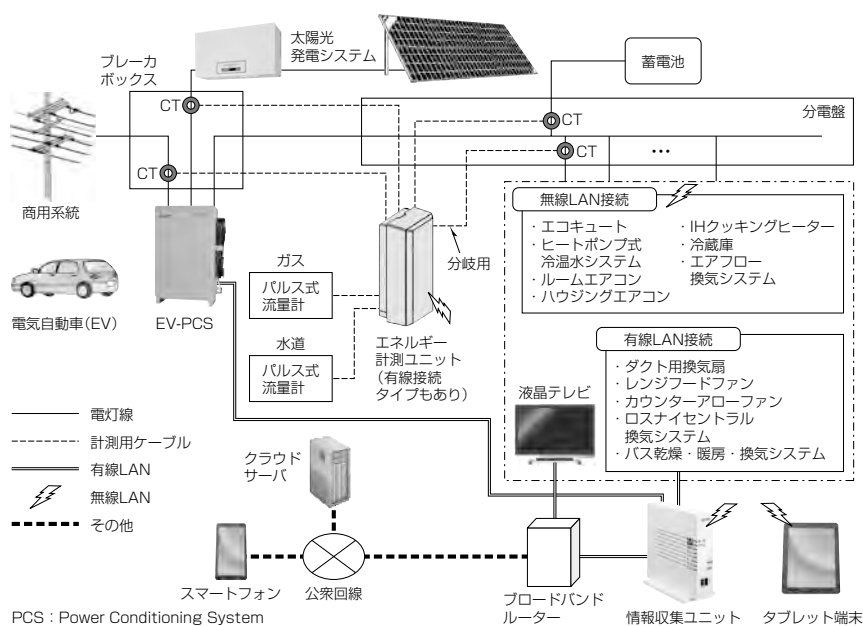 太陽光
発電システム
ブレーカ
ボックス
蓄電池
分電盤
CT
CT
CT
CT
…
商用系統
無線LAN接続
・エコキュート
・ヒートポンプ式
冷温水システム
・ルームエアコン
・ハウジングエアコン
・IHクッキングヒーター
・冷蔵庫
・エアフロー
換気システム
分岐用
ガス
パルス式
流量計
電気自動車(EV)
EV-PCS
水道
パルス式
流量計
エネルギー
計測ユニット
(有線接続
タイプもあり)
有線LAN接続
・ダクト用換気扇
・レンジフードファン
・カウンターアローファン
・ロスナイセントラル
換気システム
・バス乾燥・暖房・換気システム
液晶テレビ
電灯線
計測用ケーブル
有線LAN
無線LAN
その他
クラウド
サーバ
スマートフォン
公衆回線
ブロードバンド
ルーター
情報収集ユニット
タブレット端末
PCS：Power Conditioning System